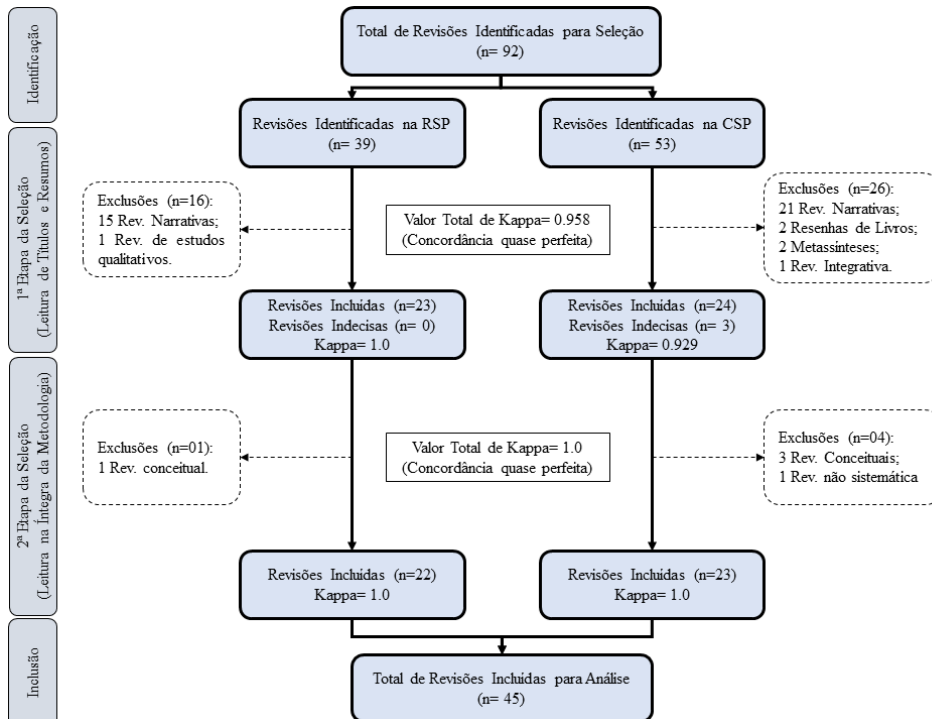 Identificação
Total de Revisões Identificadas para Seleção
(n= 92)
Revisões Identificadas na RSP
(n= 39)
Revisões Identificadas na CSP
(n= 53)
1ª Etapa da Seleção
(Leitura de Títulos e Resumos)
Exclusões (n=16):
15 Rev. Narrativas;
1 Rev. de estudos
qualitativos.
Valor Total de Kappa= 0.958
(Concordância quase perfeita)
Exclusões (n=26):
21 Rev. Narrativas;
2 Resenhas de Livros;
2 Metassínteses;
1 Rev. Integrativa.
Revisões Incluídas (n=23)
Revisões Indecisas (n= 0)
Kappa= 1.0
Revisões Incluídas (n=24)
Revisões Indecisas (n= 3)
Kappa= 0.929
2ª Etapa da Seleção
(Leitura na Íntegra da Metodologia)
Exclusões (n=01):
1 Rev. conceitual.
Valor Total de Kappa= 1.0
(Concordância quase perfeita)
Exclusões (n=04):
3 Rev. Conceituais;
1 Rev. não sistemática
Revisões Incluídas (n=22)
Kappa= 1.0
Revisões Incluídas (n=23)
Kappa= 1.0
Inclusão
Total de Revisões Incluídas para Análise
(n= 45)